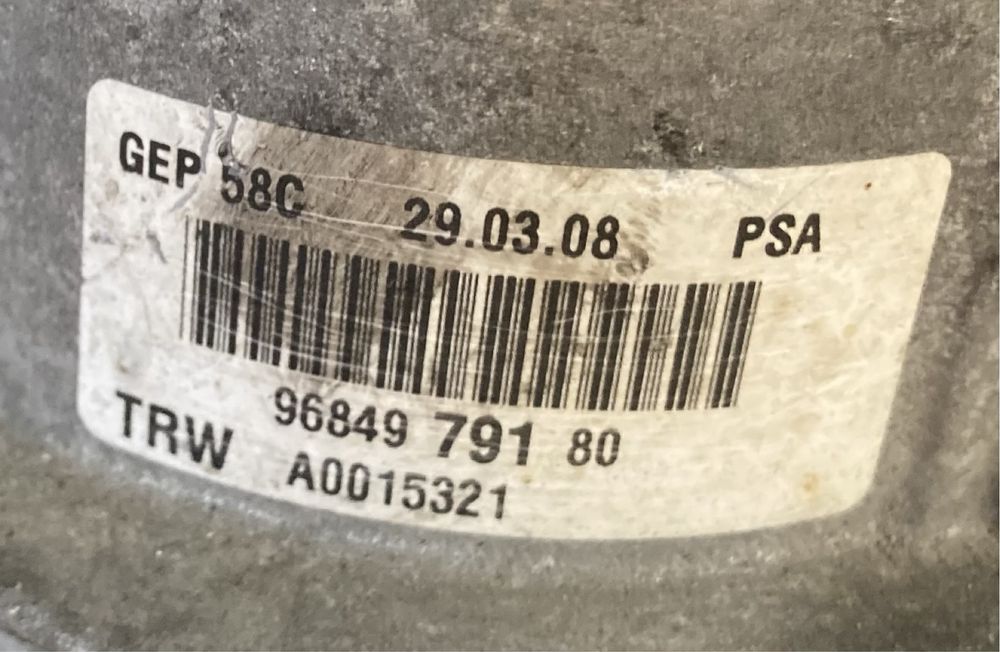 GEP 58C 29.03.08 PSA
96849 791 80
TRW A0015321